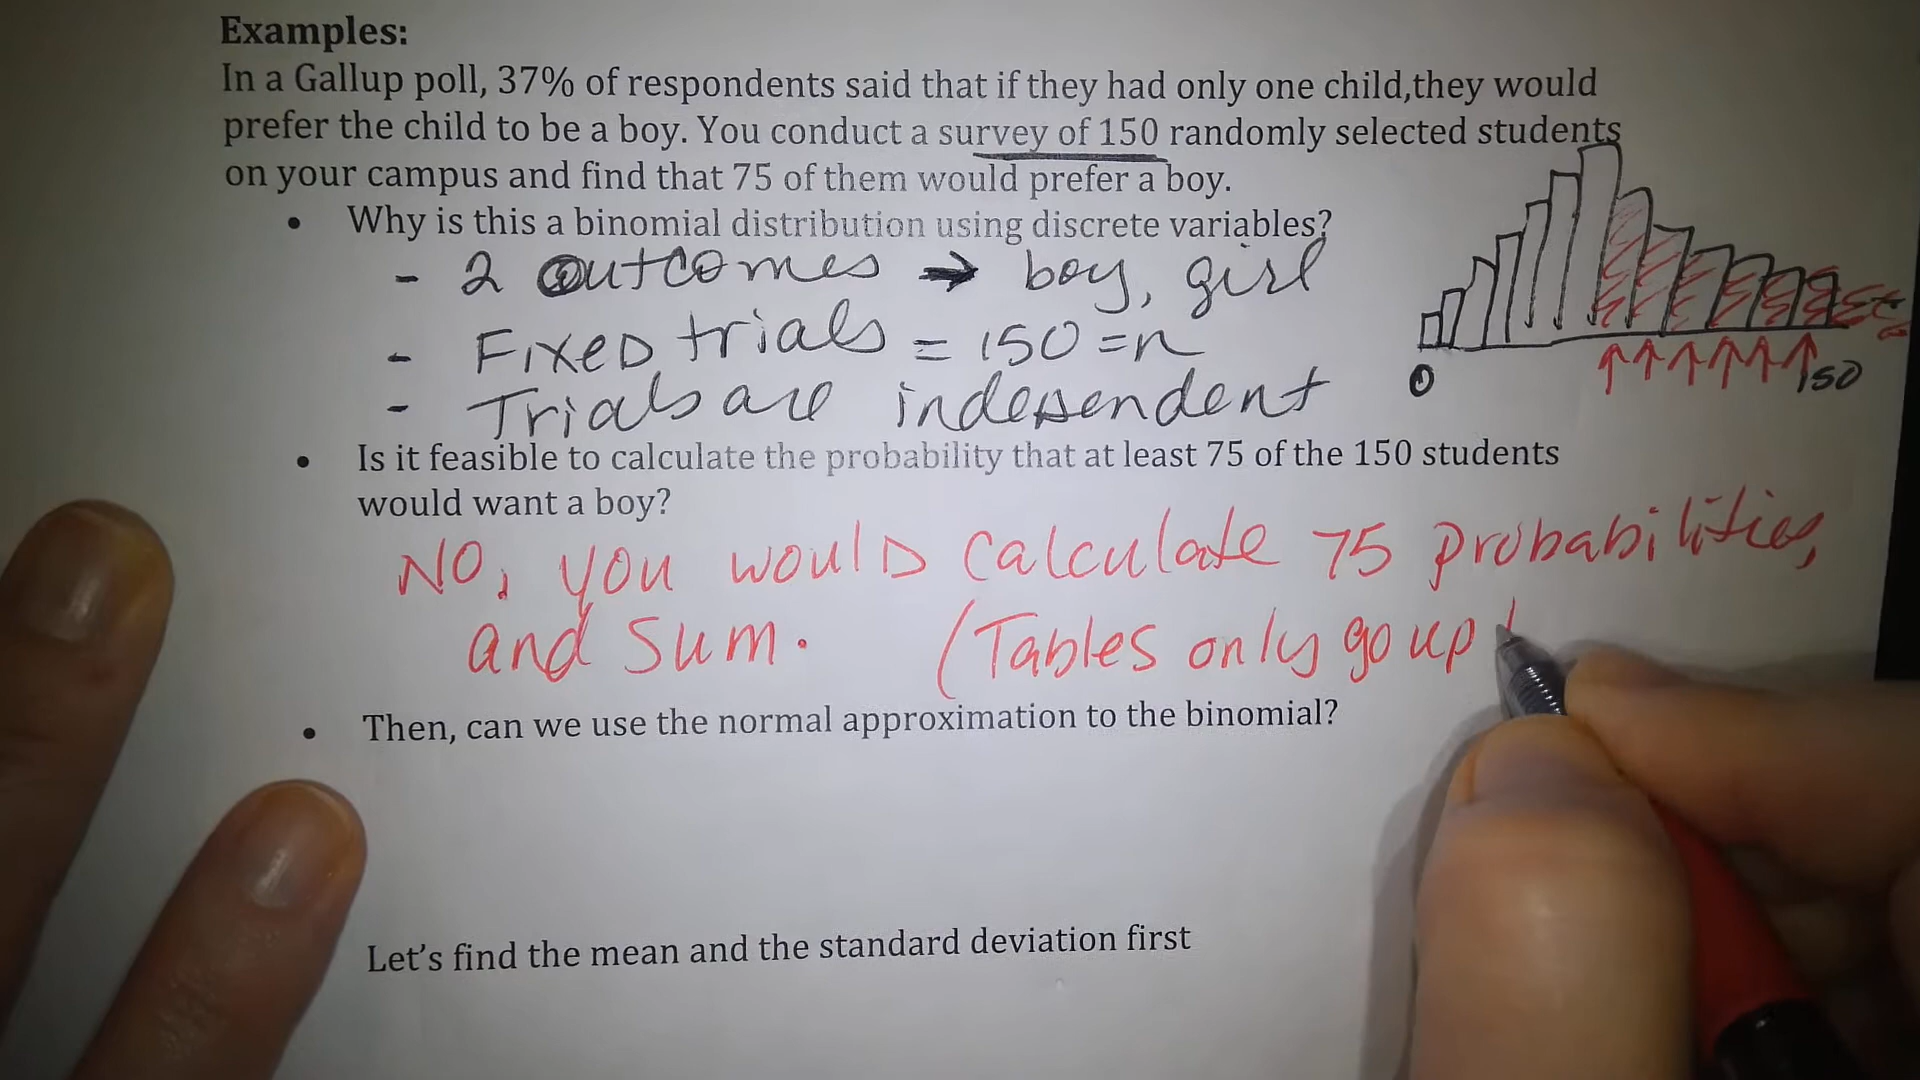 Examples:
In a Gallup poll, 37% of respondents said that if they had only one child,they would
prefer the child to be a boy. You conduct a survey of 150 randomly selected students
on your campus and find that 75 of them would prefer a boy.
• Why is this a binomial distribution using discrete variables?
- 2 outcomes → boy, girl
- Fixed trials = 150 = n
- Trials are independent
0 150
• Is it feasible to calculate the probability that at least 75 of the 150 students
would want a boy?
No, you would calculate 75 probabilities,
and sum. (Tables only go up
• Then, can we use the normal approximation to the binomial?
Let's find the mean and the standard deviation first